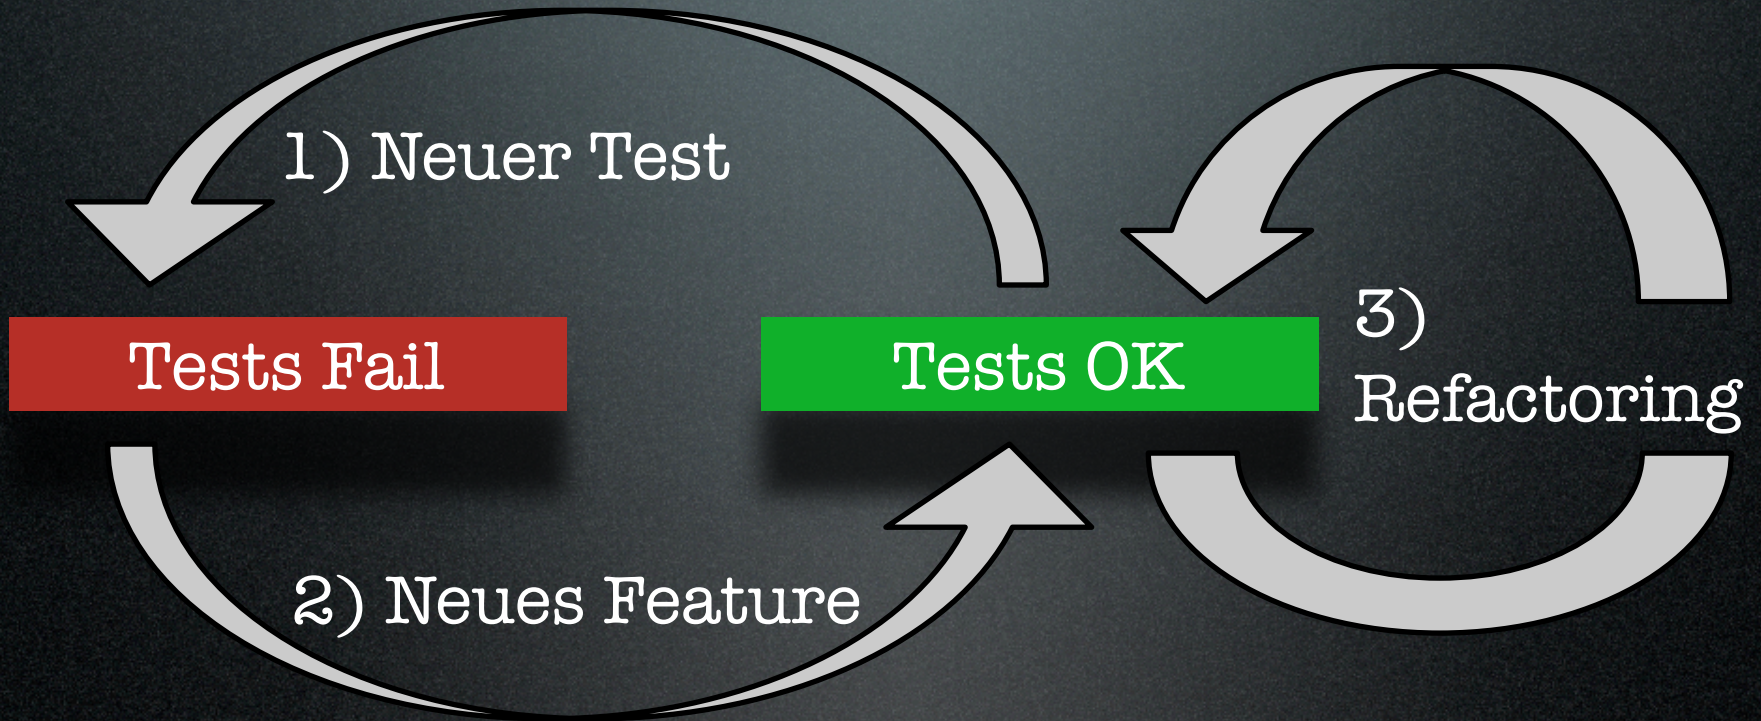 1) Neuer Test
Tests Fail
Tests OK
3)
Refactoring
2) Neues Feature